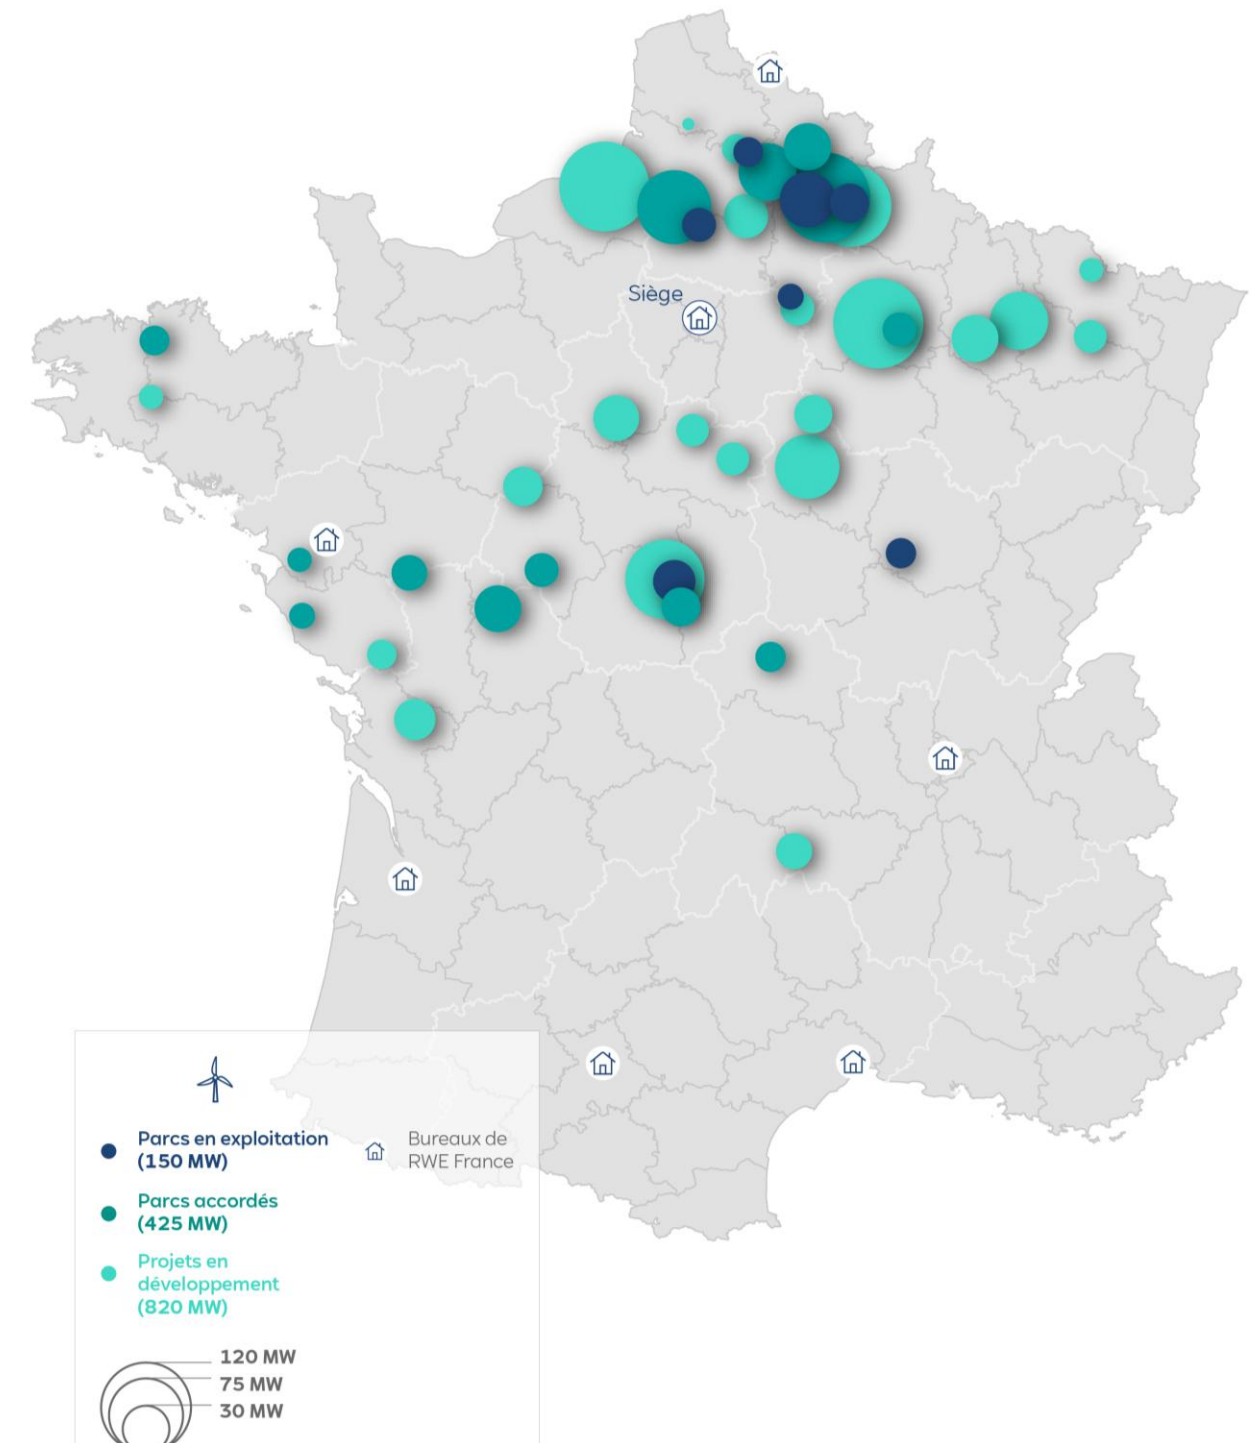 Siège
Parcs en exploitation
(150 MW)
Bureaux de
RWE France
Parcs accordés
(425 MW)
Projets en
développement
(820 MW)
120 MW
75 MW
30 MW